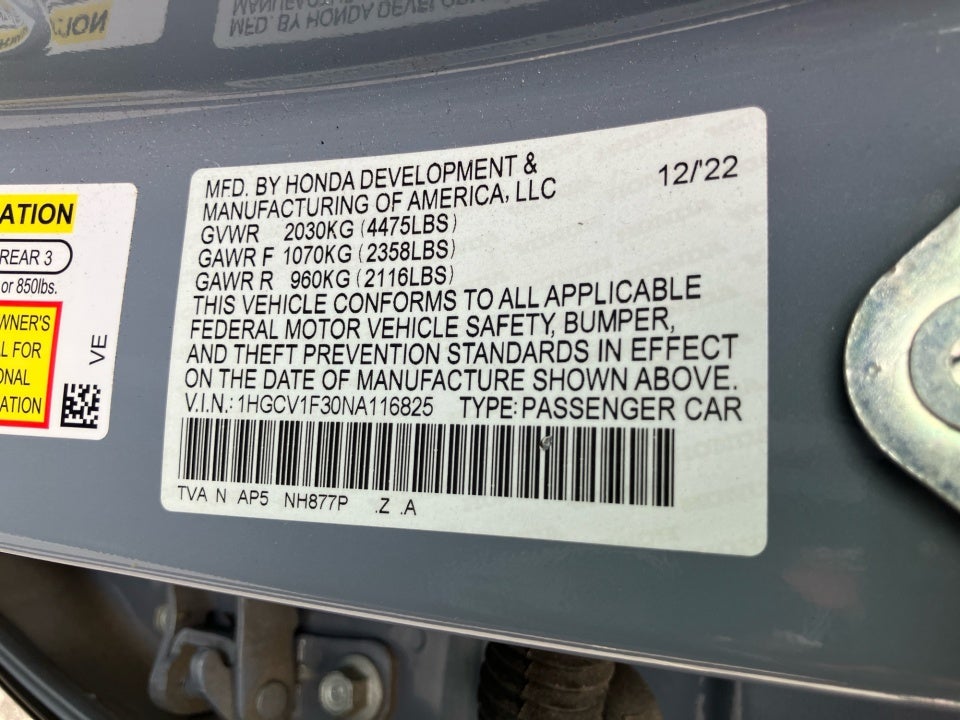 MFD. BY HONDA DEVELOPMENT &
MANUFACTURING OF AMERICA, LLC
12/'22
GVWR 2030KG (4475LBS)
GAWR F 1070KG (2358LBS)
GAWR R 960KG (2116LBS)
THIS VEHICLE CONFORMS TO ALL APPLICABLE
FEDERAL MOTOR VEHICLE SAFETY, BUMPER,
AND THEFT PREVENTION STANDARDS IN EFFECT
ON THE DATE OF MANUFACTURE SHOWN ABOVE.
V.I.N.: 1HGCV1F30NA116825 TYPE: PASSENGER CAR
TVA N AP5 NH877P .Z .A
ATION
REAR 3
or 850lbs.
WNER'S
L FOR
ONAL
ATION
VE